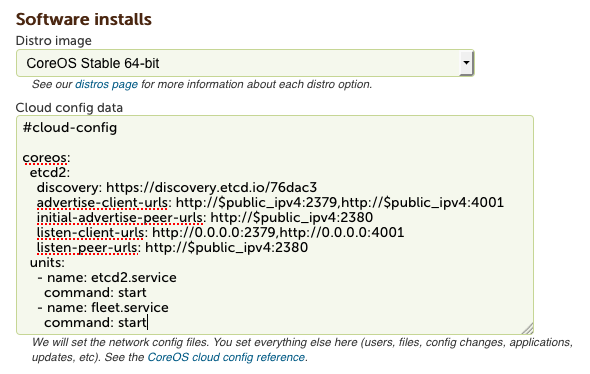 Software installs
Distro image
CoreOS Stable 64-bit
See our distros page for more information about each distro option.
Cloud config data
#cloud-config

coreos:
  etcd2:
    discovery: https://discovery.etcd.io/76dac3
    advertise-client-urls: http://$public_ipv4:2379,http://$public_ipv4:4001
    initial-advertise-peer-urls: http://$public_ipv4:2380
    listen-client-urls: http://0.0.0.0:2379,http://0.0.0.0:4001
    listen-peer-urls: http://$public_ipv4:2380
  units:
    - name: etcd2.service
      command: start
    - name: fleet.service
      command: start
We will set the network config files. You set everything else here (users, files, config changes, applications,
updates, etc). See the CoreOS cloud config reference.